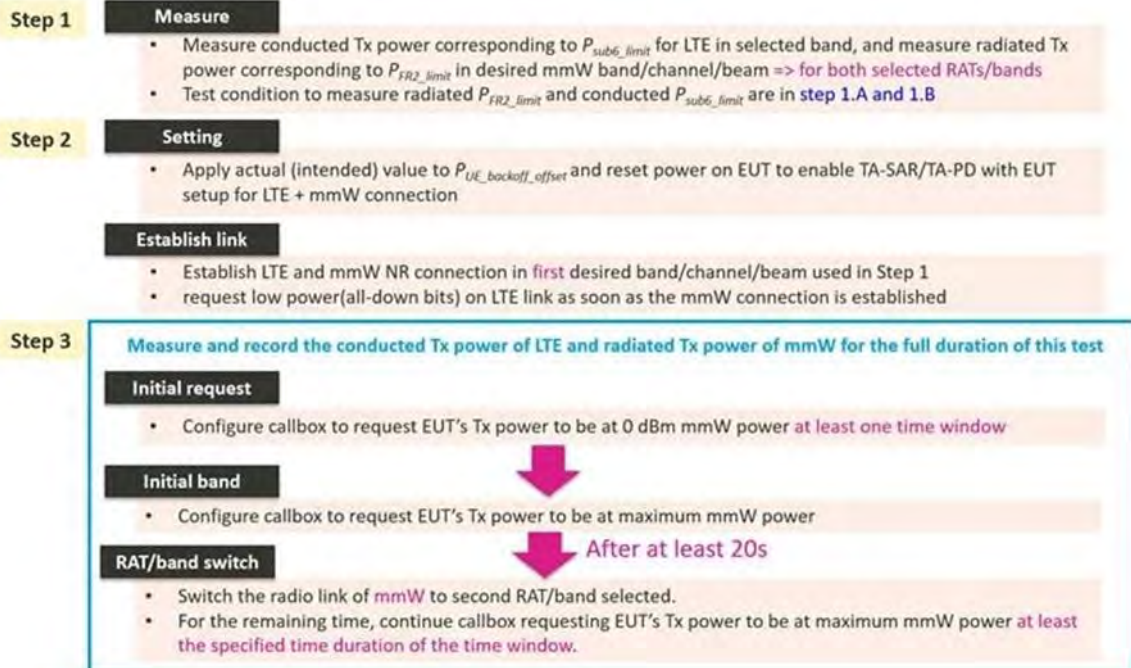 Step 1
Measure
• Measure conducted Tx power corresponding to P_sub6_limit for LTE in selected band, and measure radiated Tx
power corresponding to P_FR2_limit in desired mmW band/channel/beam => for both selected RATs/bands
• Test condition to measure radiated P_FR2_limit and conducted P_sub6_limit are in step 1.A and 1.B
Step 2
Setting
• Apply actual (intended) value to P_UE_backoff_offset and reset power on EUT to enable TA-SAR/TA-PD with EUT
setup for LTE + mmW connection
Establish link
• Establish LTE and mmW NR connection in first desired band/channel/beam used in Step 1
• request low power(all-down bits) on LTE link as soon as the mmW connection is established
Step 3
Measure and record the conducted Tx power of LTE and radiated Tx power of mmW for the full duration of this test
Initial request
• Configure callbox to request EUT's Tx power to be at 0 dBm mmW power at least one time window
Initial band
• Configure callbox to request EUT's Tx power to be at maximum mmW power
After at least 20s
RAT/band switch
• Switch the radio link of mmW to second RAT/band selected.
• For the remaining time, continue callbox requesting EUT's Tx power to be at maximum mmW power at least
the specified time duration of the time window.